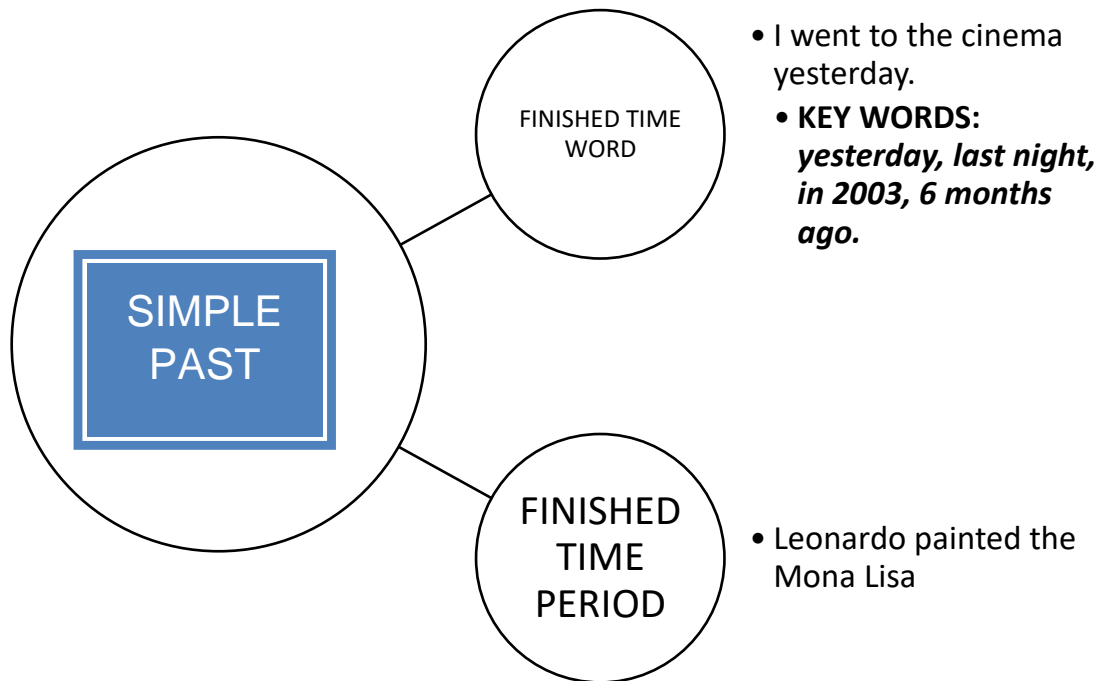 SIMPLE
PAST
FINISHED TIME
WORD
• I went to the cinema
yesterday.
• KEY WORDS:
yesterday, last night,
in 2003, 6 months
ago.
FINISHED
TIME
PERIOD
• Leonardo painted the
Mona Lisa